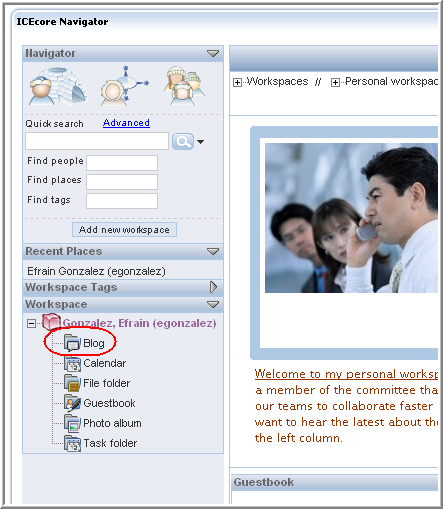 ICEcore Navigator
Navigator
Quick search Advanced
Find people
Find places
Find tags
Add new workspace
Recent Places
Efrain Gonzalez (egonzalez)
Workspace Tags
Workspace
Gonzalez, Efrain (egonzalez)
Blog
Calendar
File folder
Guestbook
Photo album
Task folder
Workspaces // Personal workspac
Welcome to my personal worksp
a member of the committee tha
our teams to collaborate faster
want to hear the latest about the
the left column.
Guestbook